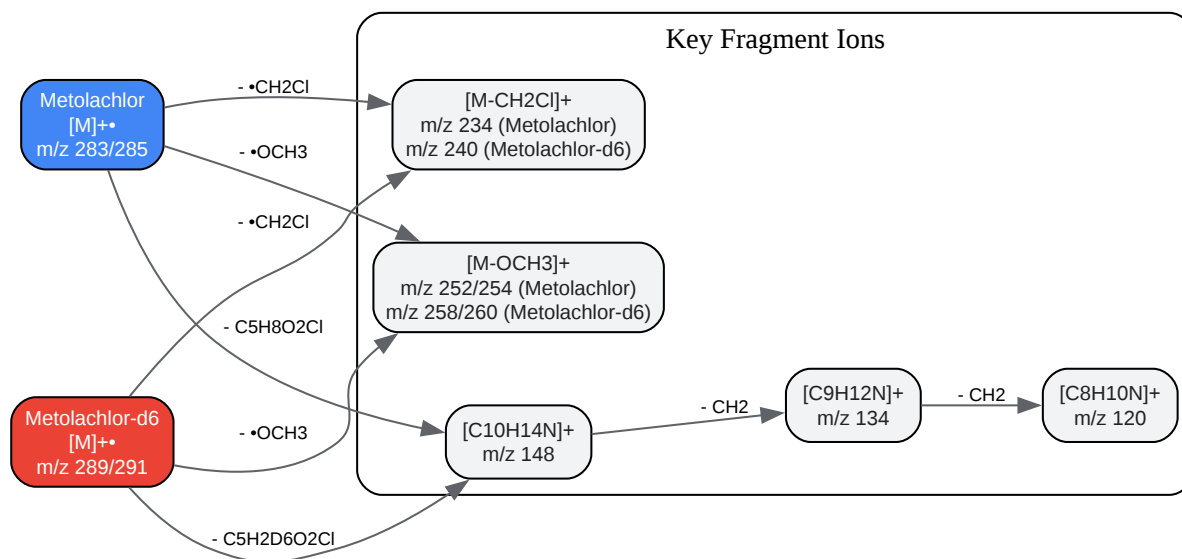 Key Fragment Ions
Metolachlor
[M]+•
m/z 283/285
- •CH2Cl
- •OCH3
- •CH2Cl
- C5H8O2Cl
[M-CH2Cl]+
m/z 234 (Metolachlor)
m/z 240 (Metolachlor-d6)
[M-OCH3]+
m/z 252/254 (Metolachlor)
m/z 258/260 (Metolachlor-d6)
Metolachlor-d6
[M]+•
m/z 289/291
- •OCH3
- C5H2D6O2Cl
[C10H14N]+
m/z 148
- CH2
[C9H12N]+
m/z 134
- CH2
[C8H10N]+
m/z 120